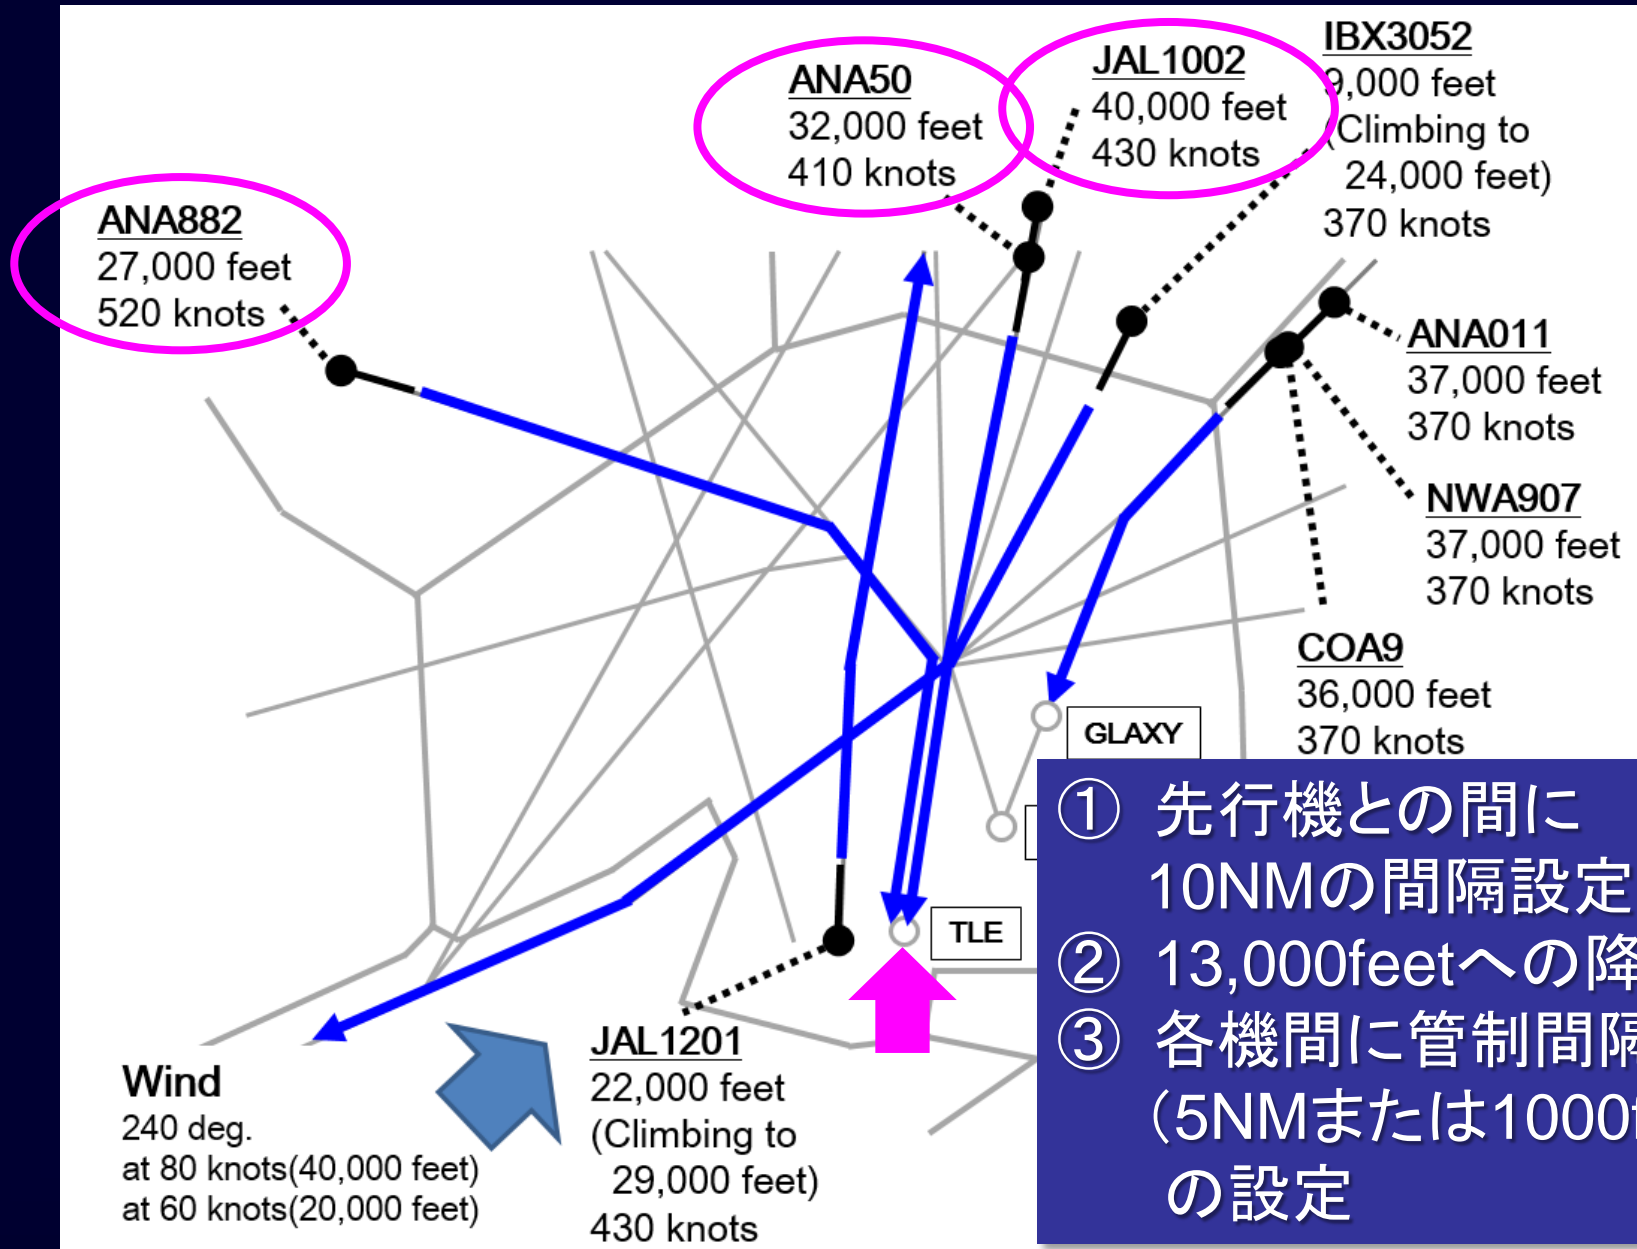 ANA882
27,000 feet
520 knots
ANA50
32,000 feet
410 knots
JAL1002
40,000 feet
430 knots
IBX3052
9,000 feet
(Climbing to
24,000 feet)
370 knots
ANA011
37,000 feet
370 knots
NWA907
37,000 feet
370 knots
COA9
36,000 feet
370 knots
GLAXY
TLE
① 先行機との間に
10NMの間隔設定
② 13,000feetへの降
③ 各機間に管制間隔
(5NMまたは1000f
の設定
Wind
240 deg.
at 80 knots(40,000 feet)
at 60 knots(20,000 feet)
JAL1201
22,000 feet
(Climbing to
29,000 feet)
430 knots